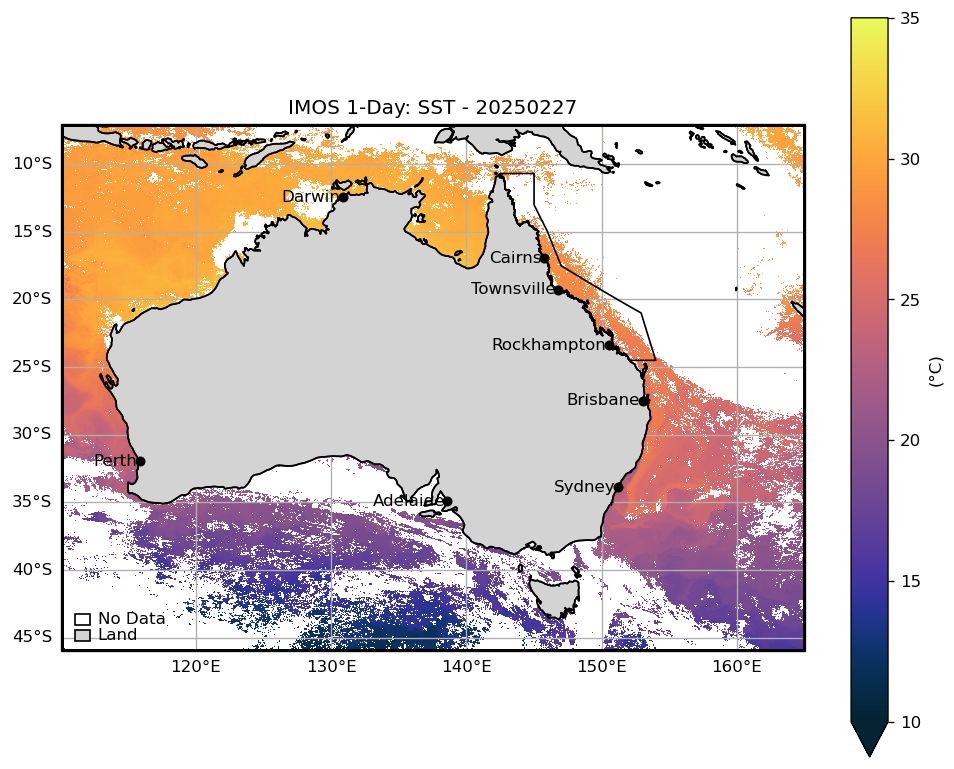 IMOS 1-Day: SST - 20250227
35
30
25
20
15
10
(°C)
10°S
15°S
20°S
25°S
30°S
35°S
40°S
45°S
Darwin
Cairns
Townsville
Rockhampton
Brisbane
Perth
Sydney
Adelaide
No Data
Land
120°E
130°E
140°E
150°E
160°E